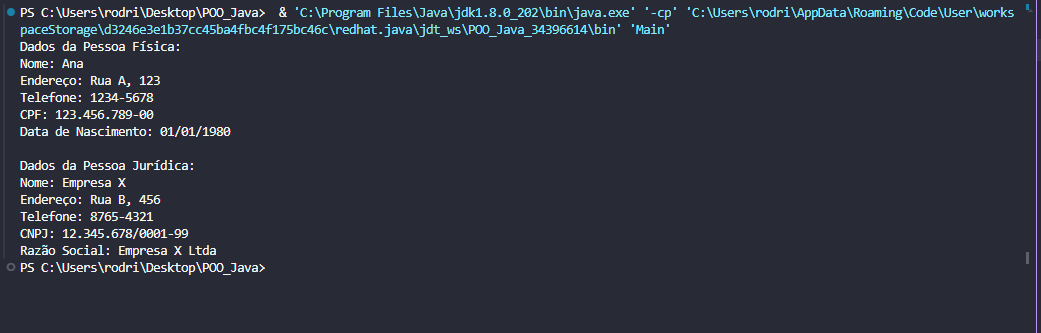 PS C:\Users\rodri\Desktop\POO_Java>  & 'C:\Program Files\Java\jdk1.8.0_202\bin\java.exe' '-cp' 'C:\Users\rodri\AppData\Roaming\Code\User\works
paceStorage\d3246e3e1b37cc45ba4fbc4f175bc46c\redhat.java\jdt_ws\POO_Java_34396614\bin' 'Main'
Dados da Pessoa Física:
Nome: Ana
Endereço: Rua A, 123
Telefone: 1234-5678
CPF: 123.456.789-00
Data de Nascimento: 01/01/1980

Dados da Pessoa Jurídica:
Nome: Empresa X
Endereço: Rua B, 456
Telefone: 8765-4321
CNPJ: 12.345.678/0001-99
Razão Social: Empresa X Ltda
PS C:\Users\rodri\Desktop\POO_Java>